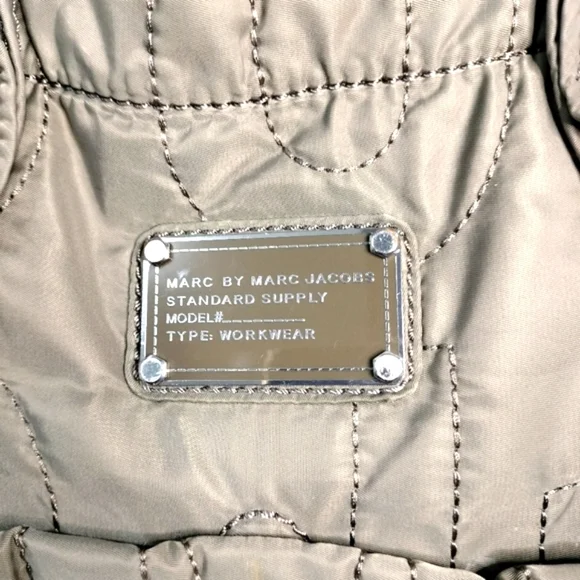 MARC BY MARC JACOBS
STANDARD SUPPLY
MODEL#
TYPE: WORKWEAR